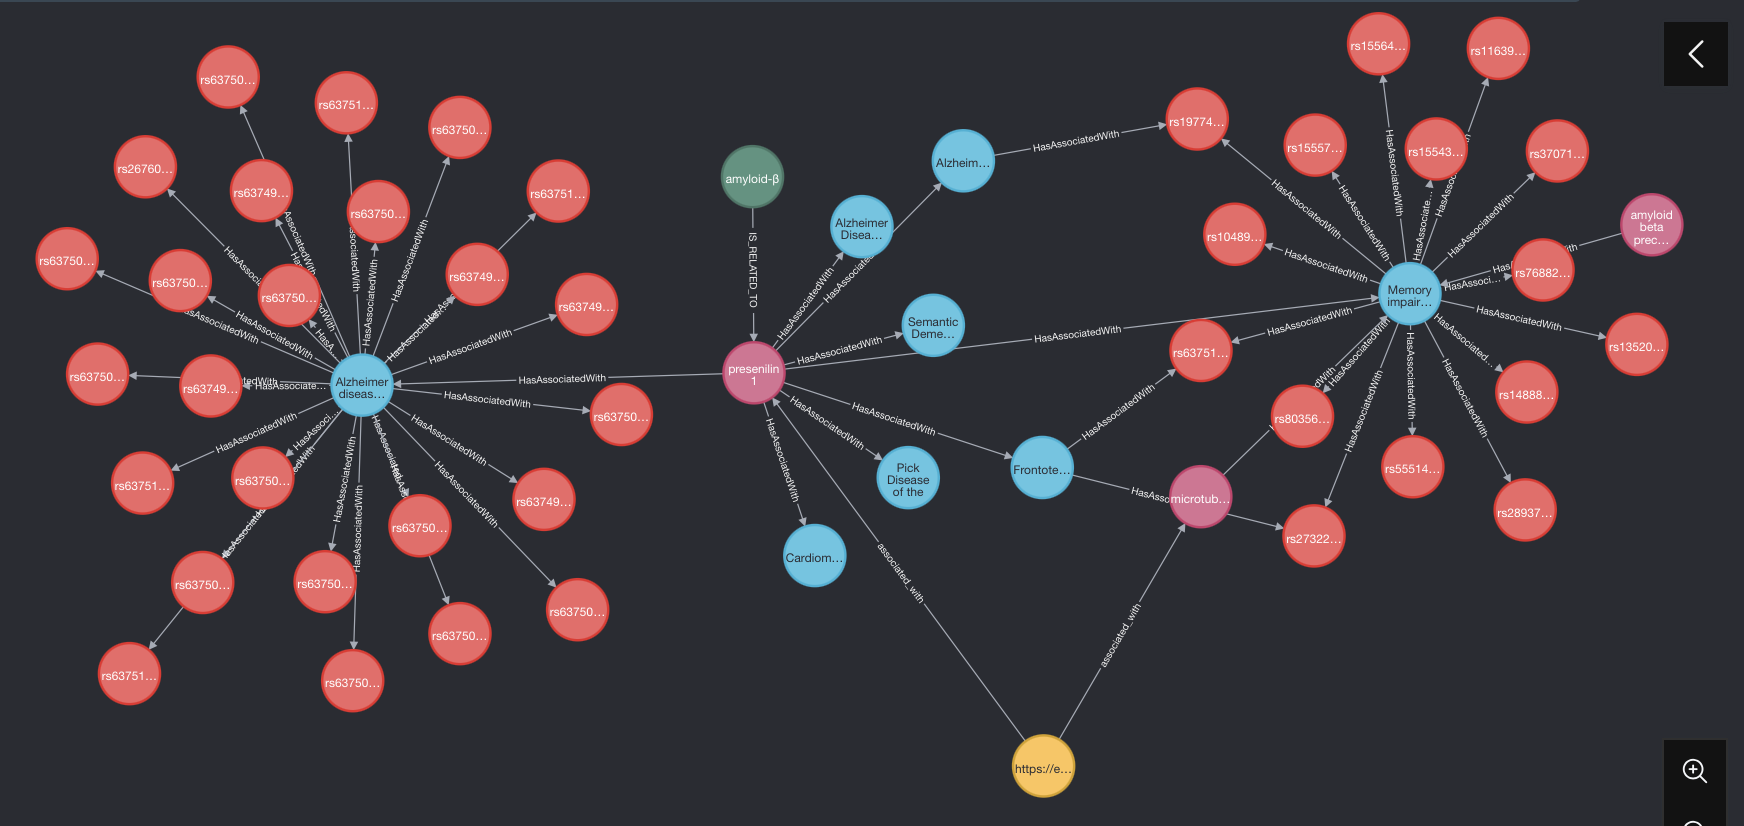 rs15564...
rs11639...
rs63750...
rs63751...
rs63750...
rs19774...
HasAssociatedWith
rs15557...
rs15543...
rs37071...
Alzheim...
rs26760...
rs63749...
rs63751...
amyloid-β
rs63750...
Alzheimer
Disea...
amyloid
beta
prec...
rs10489...
rs63750...
rs63750...
rs63749...
rs76882...
IS_RELATED_TO
rs63750...
rs63749...
Memory
impair...
Semantic
Deme...
HasAssociatedWith
HasAssociatedWith
HasAssociatedWith
HasAssociatedWith
HasAssociatedWith
rs13520...
rs63751...
presenilin
1
HasAssociatedWith
rs63750...
rs63749...
Alzheimer
diseas...
HasAssociatedWith
rs14888...
rs63750...
HasAssociatedWith
HasAssociatedWith
rs80356...
HasAssociatedWith
rs63751...
rs63750...
rs63749...
Pick
Disease
of the
Frontote...
rs55514...
microtub...
rs28937...
rs63750...
rs27322...
Cardiom...
rs63750...
rs63750...
rs63750...
associated_with
rs63750...
associated_with
rs63751...
rs63750...
https://e...